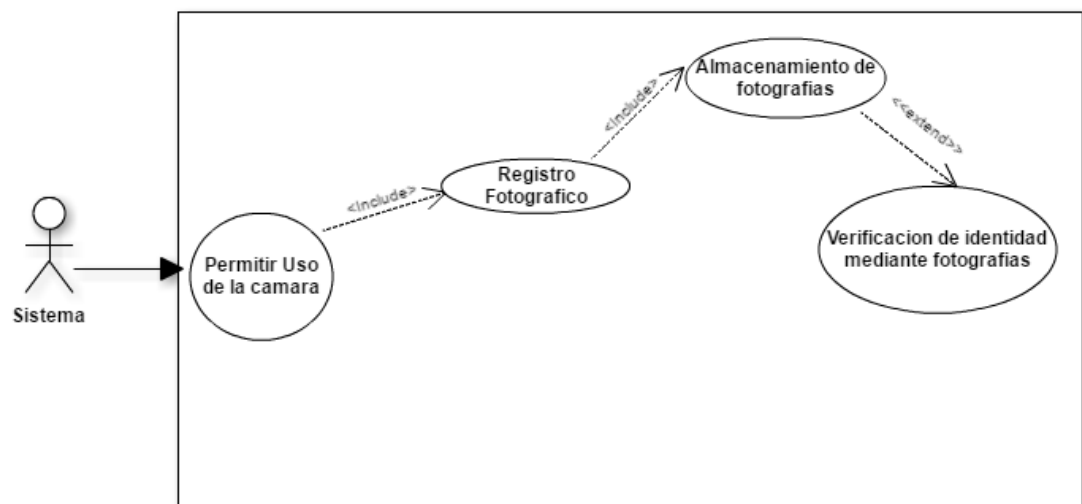 Almacenamiento de
fotografias
<Include>
<<extend>>
Registro
Fotografico
<Include>
Verificacion de identidad
mediante fotografias
Permitir Uso
de la camara
Sistema